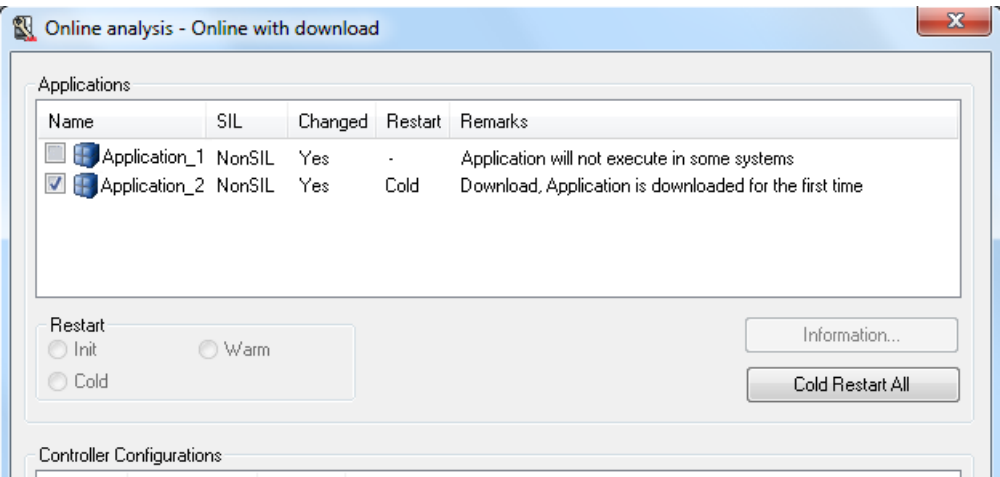 Online analysis - Online with download
Applications
Name SIL Changed Restart Remarks
Application_1 NonSIL Yes - Application will not execute in some systems
Application_2 NonSIL Yes Cold Download, Application is downloaded for the first time
Restart
Init Warm
Cold
Information...
Cold Restart All
Controller Configurations